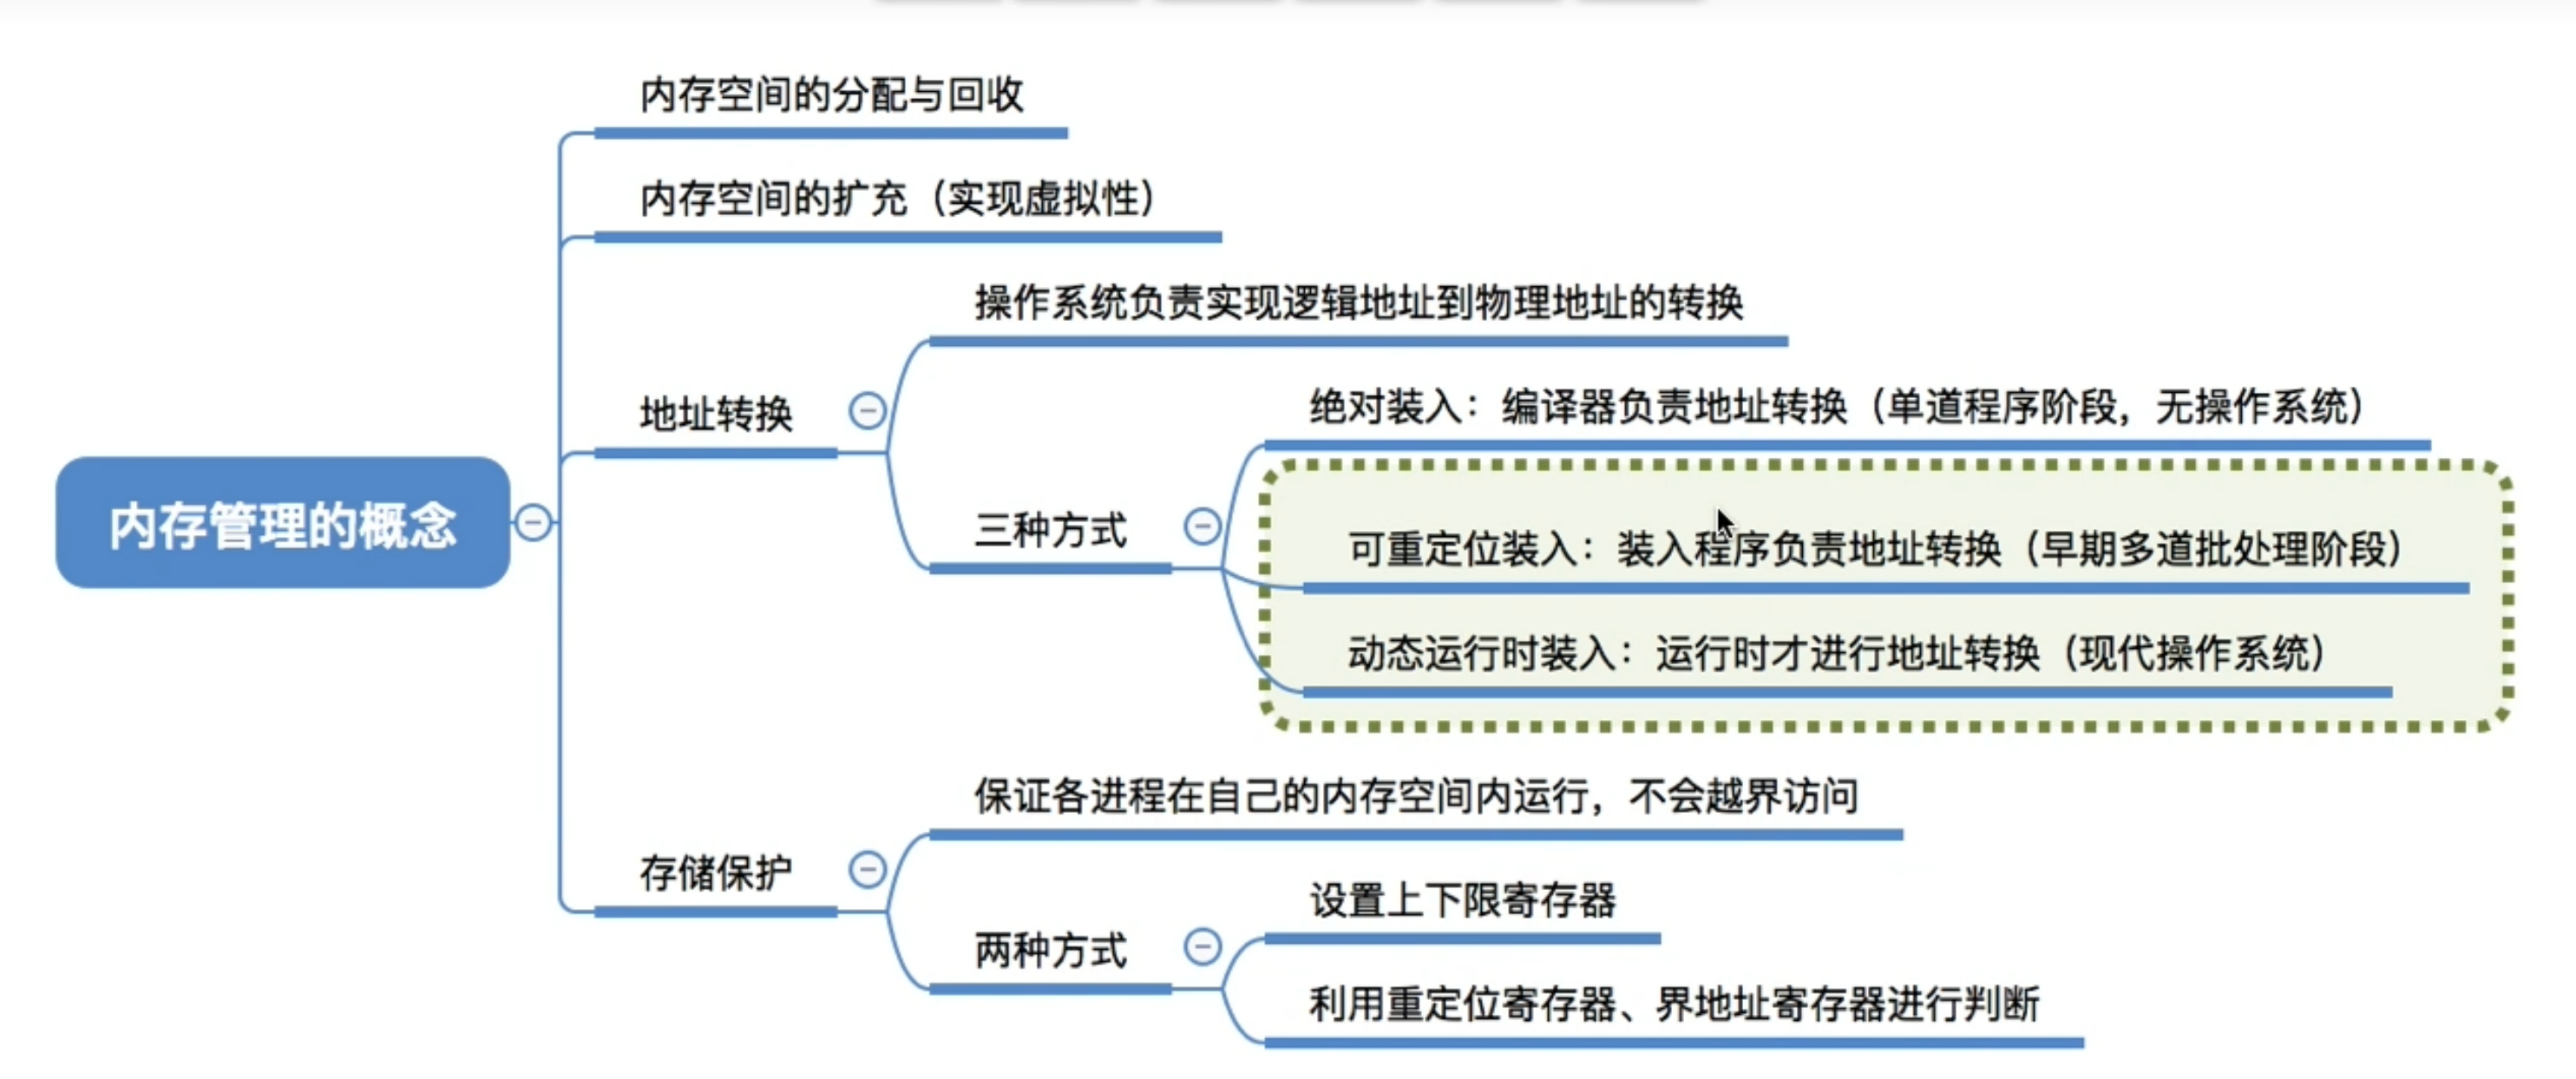 内存空间的分配与回收
内存空间的扩充（实现虚拟性）
操作系统负责实现逻辑地址到物理地址的转换
绝对装入：编译器负责地址转换（单道程序阶段，无操作系统）
地址转换
内存管理的概念
三种方式
可重定位装入：装入程序负责地址转换（早期多道批处理阶段）
动态运行时装入：运行时才进行地址转换（现代操作系统）
保证各进程在自己的内存空间内运行，不会越界访问
存储保护
设置上下限寄存器
两种方式
利用重定位寄存器、界地址寄存器进行判断